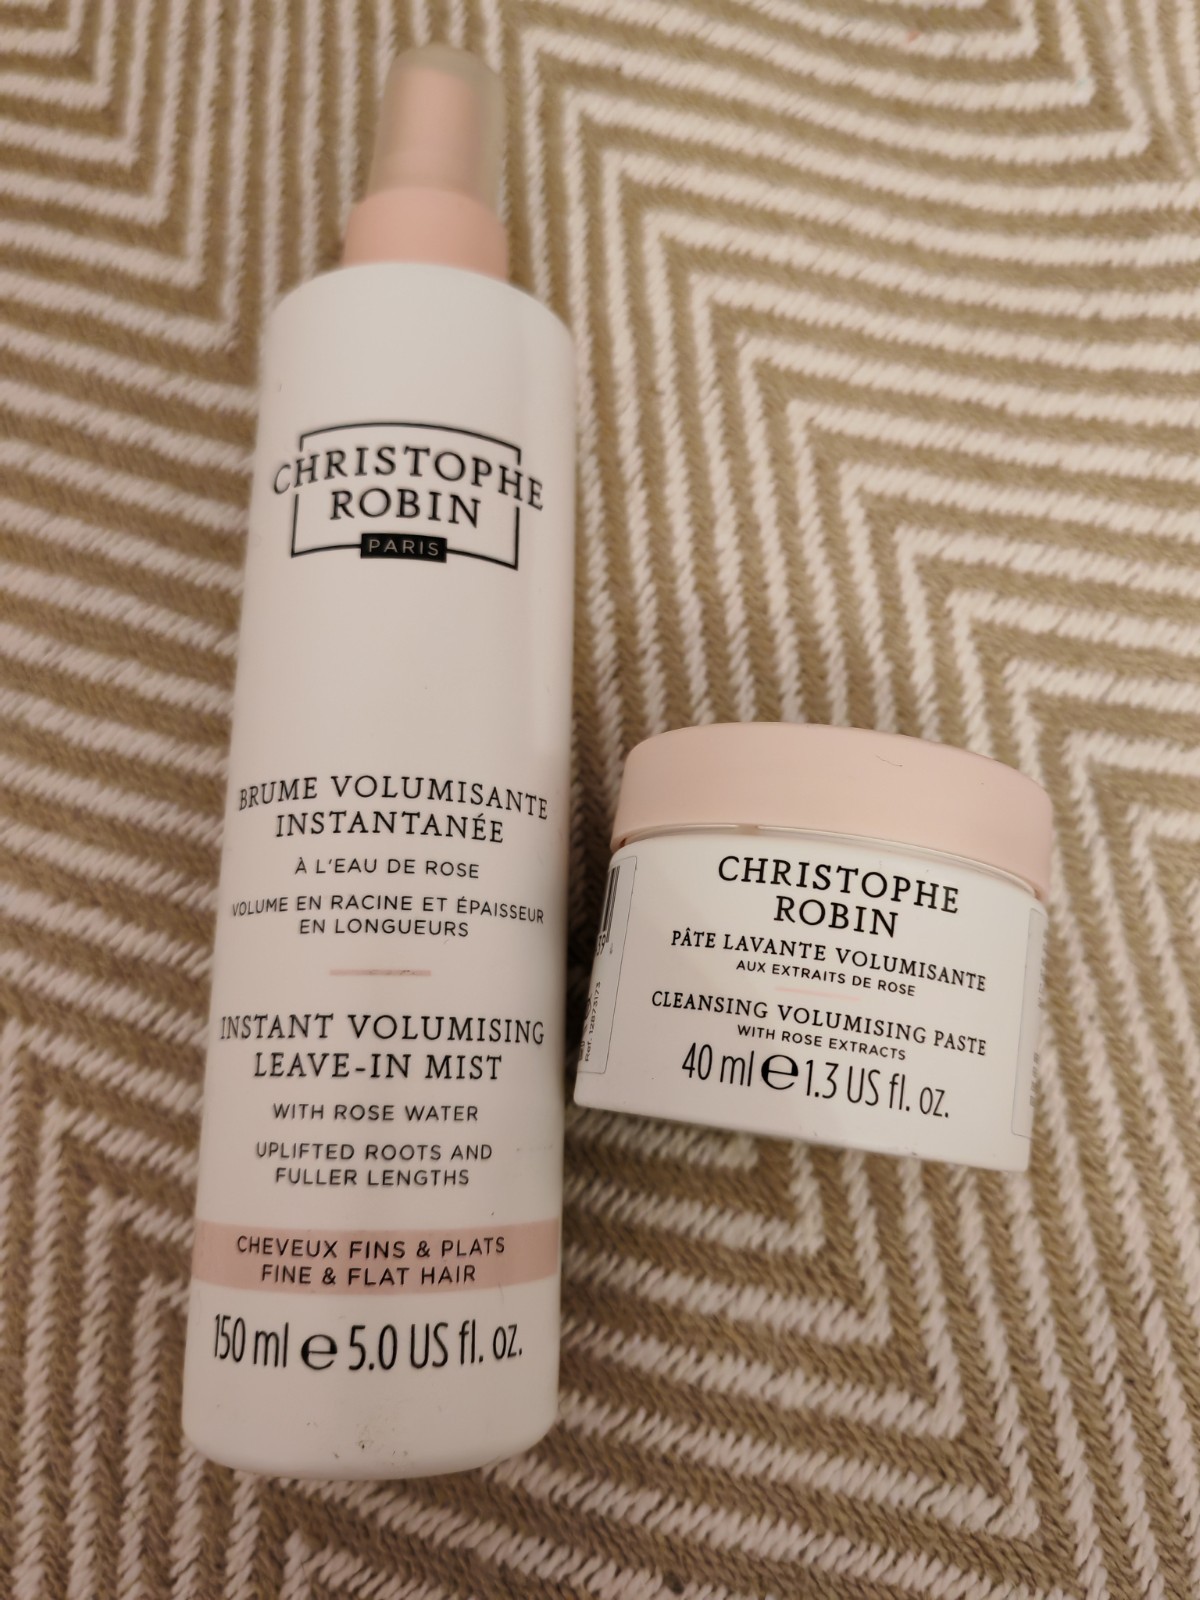 CHRISTOPHE
ROBIN
PARIS
BRUME VOLUMISANTE
INSTANTANÉE
À L'EAU DE ROSE
VOLUME EN RACINE ET ÉPAISSEUR
EN LONGUEURS
INSTANT VOLUMISING
LEAVE-IN MIST
WITH ROSE WATER
UPLIFTED ROOTS AND
FULLER LENGTHS
CHEVEUX FINS & PLATS
FINE & FLAT HAIR
150 ml e 5.0 US fl. oz.
CHRISTOPHE
ROBIN
PÂTE LAVANTE VOLUMISANTE
AUX EXTRAITS DE ROSE
CLEANSING VOLUMISING PASTE
WITH ROSE EXTRACTS
40 ml e 1.3 US fl. oz.
Ref. 12873173